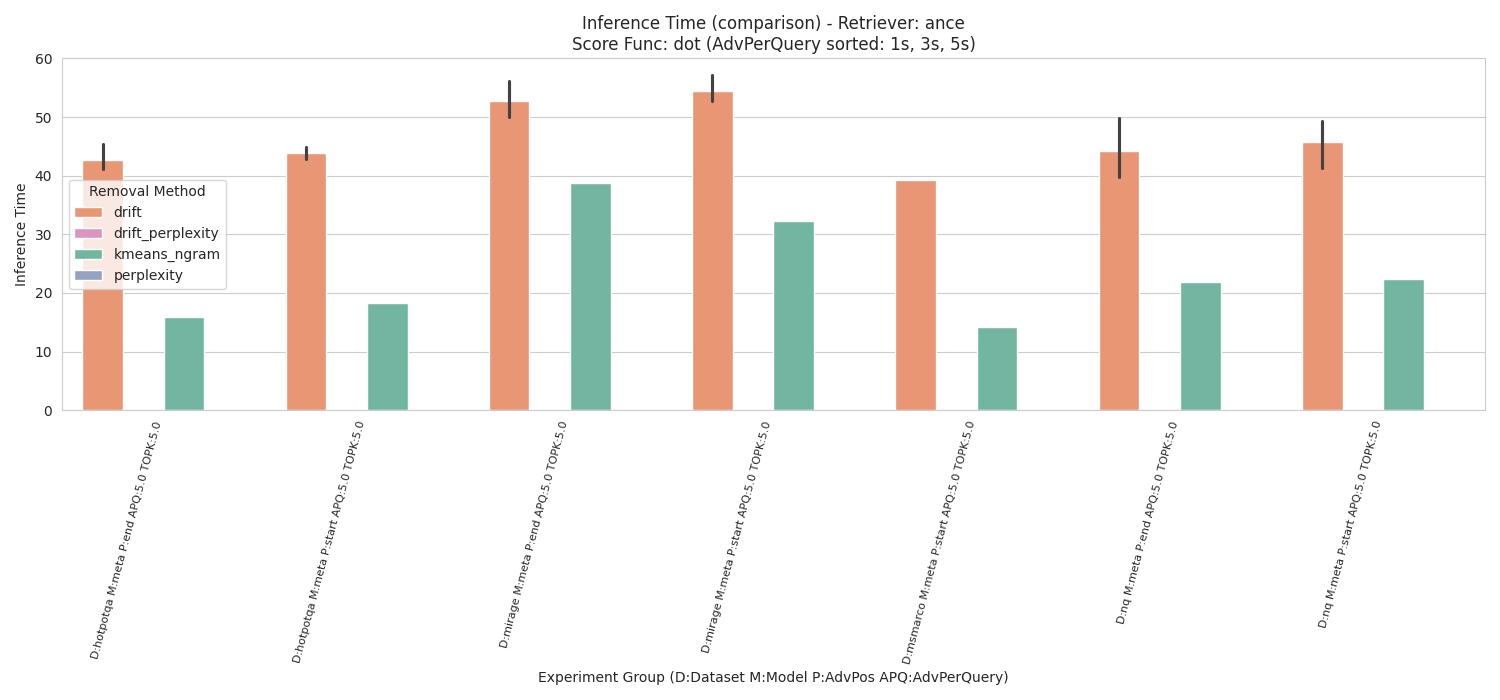 Inference Time (comparison) - Retriever: ance
Score Func: dot (AdvPerQuery sorted: 1s, 3s, 5s)
Inference Time
60
50
40
30
20
10
0
Removal Method
drift
drift_perplexity
kmeans_ngram
perplexity
D:hotpotqa M:meta P:end APQ:5.0 TOPK:5.0
D:hotpotqa M:meta P:start APQ:5.0 TOPK:5.0
D:mirage M:meta P:end APQ:5.0 TOPK:5.0
D:mirage M:meta P:start APQ:5.0 TOPK:5.0
D:msmarco M:meta P:start APQ:5.0 TOPK:5.0
D:nq M:meta P:end APQ:5.0 TOPK:5.0
D:nq M:meta P:start APQ:5.0 TOPK:5.0
Experiment Group (D:Dataset M:Model P:AdvPos APQ:AdvPerQuery)